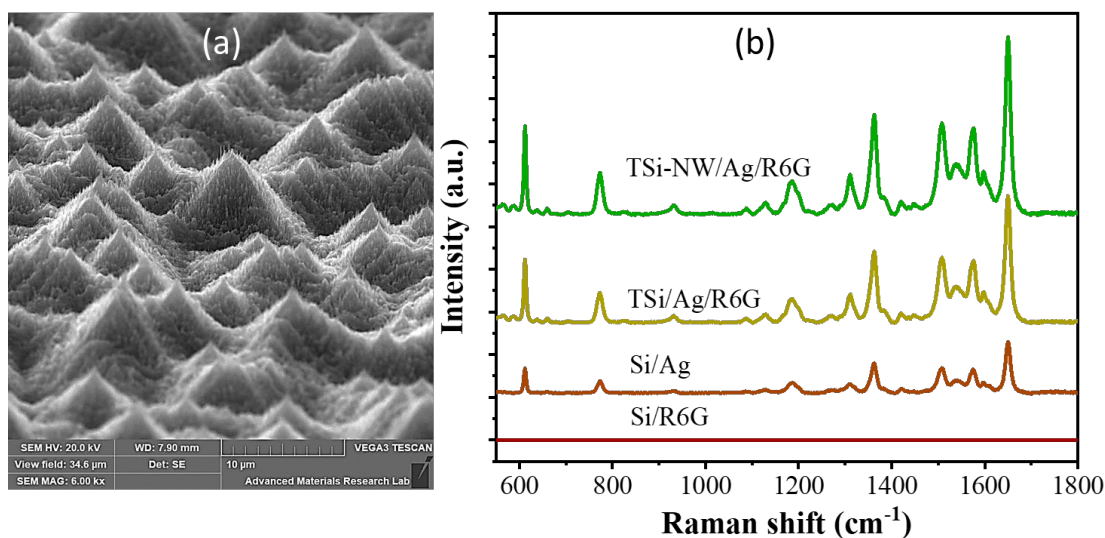 (a)
SEM HV: 20.0 kV WD: 7.90 mm VEGA3 TESCAN
View field: 34.6 µm Det: SE 10 µm
SEM MAG: 6.00 kx Advanced Materials Research Lab
(b)
Intensity (a.u.)
TSi-NW/Ag/R6G
TSi/Ag/R6G
Si/Ag
Si/R6G
600 800 1000 1200 1400 1600 1800
Raman shift (cm⁻¹)